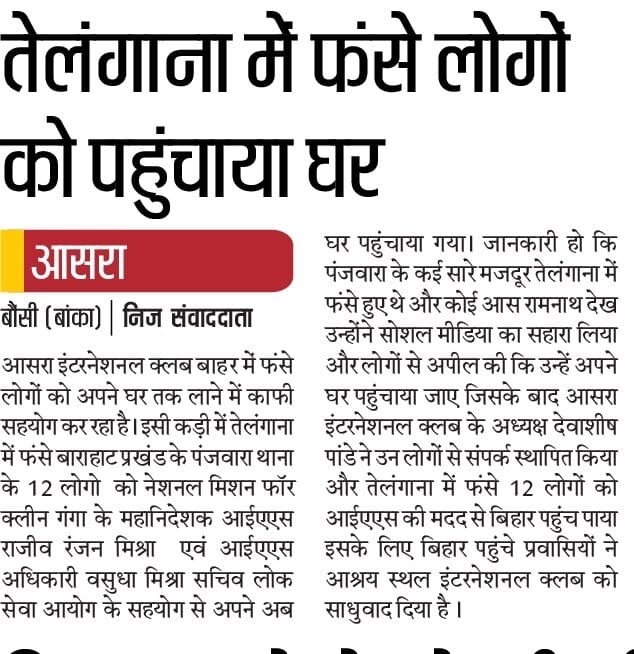 तेलंगाना में फंसे लोगों
को पहुंचाया घर
आसरा
बौंसी (बांका) | निज संवाददाता
आसरा इंटरनेशनल क्लब बाहर में फंसे
लोगों को अपने घर तक लाने में काफी
सहयोग कर रहा है। इसी कड़ी में तेलंगाना
में फंसे बाराहाट प्रखंड के पंजवारा थाना
के 12 लोगो को नेशनल मिशन फॉर
क्लीन गंगा के महानिदेशक आईएएस
राजीव रंजन मिश्रा एवं आईएएस
अधिकारी वसुधा मिश्रा सचिव लोक
सेवा आयोग के सहयोग से अपने अब
घर पहुंचाया गया। जानकारी हो कि
पंजवारा के कई सारे मजदूर तेलंगाना में
फंसे हुए थे और कोई आस रामनाथ देख
उन्होंने सोशल मीडिया का सहारा लिया
और लोगों से अपील की कि उन्हें अपने
घर पहुंचाया जाए जिसके बाद आसरा
इंटरनेशनल क्लब के अध्यक्ष देवाशीष
पांडे ने उन लोगों से संपर्क स्थापित किया
और तेलंगाना में फंसे 12 लोगों को
आईएएस की मदद से बिहार पहुंच पाया
इसके लिए बिहार पहुंचे प्रवासियों ने
आश्रय स्थल इंटरनेशनल क्लब को
साधुवाद दिया है ।